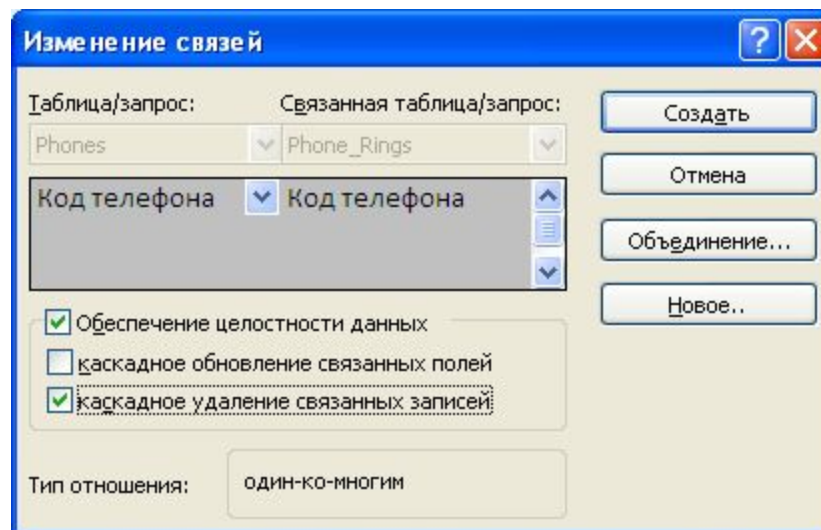 Изменение связей
Таблица/запрос: Связанная таблица/запрос:
Phones Phone_Rings
Код телефона Код телефона
Обеспечение целостности данных
каскадное обновление связанных полей
каскадное удаление связанных записей
Тип отношения: один-ко-многим
Создать
Отмена
Объединение...
Новое..